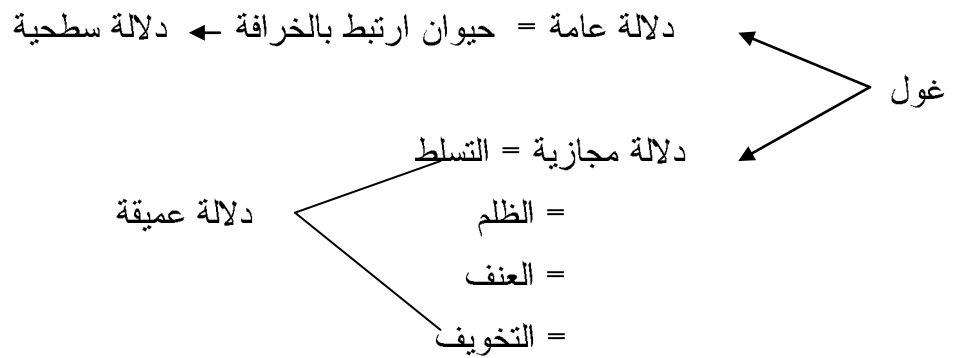 دلالة عامة = حيوان ارتبط بالخرافة ← دلالة سطحية
غول
دلالة مجازية = التسلط
= الظلم
دلالة عميقة
= العنف
= التخويف